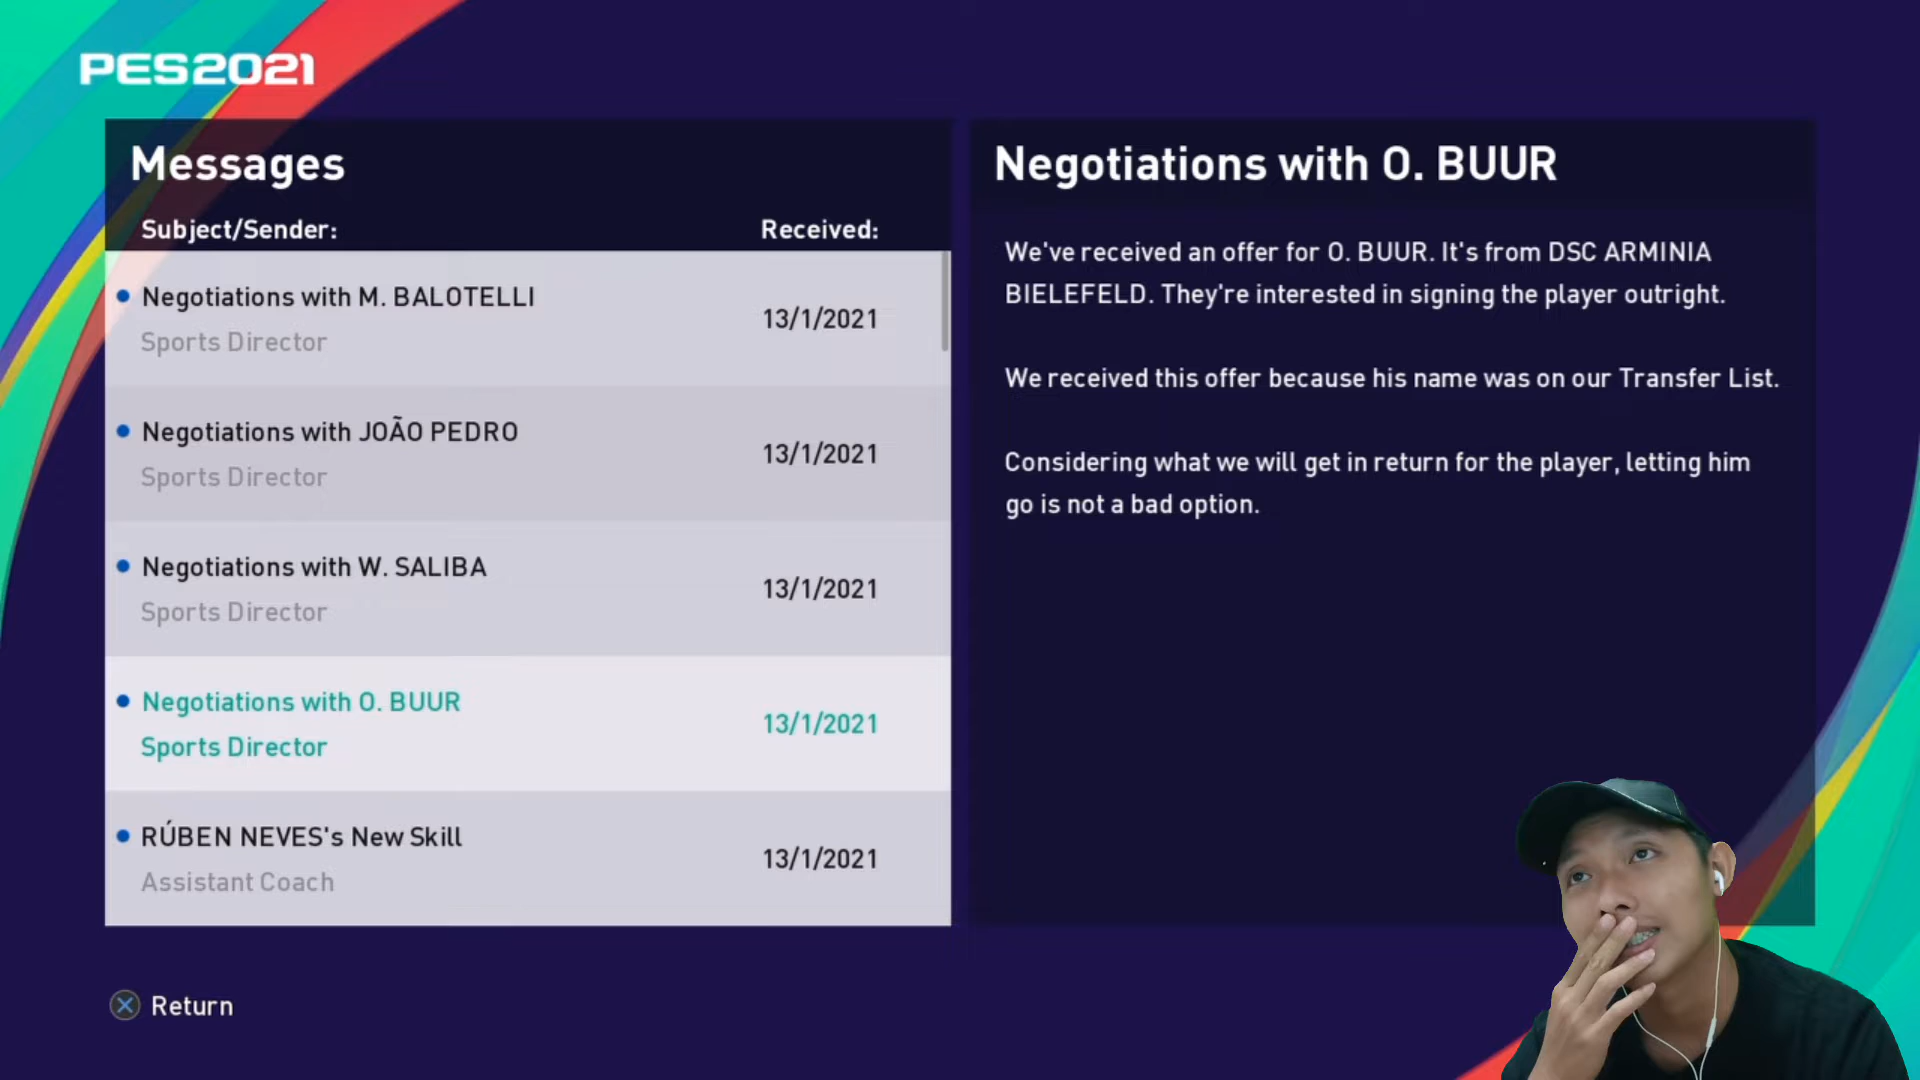 PES2021
Messages
Subject/Sender:
Received:
Negotiations with M. BALOTELLI
Sports Director
13/1/2021
Negotiations with JOÃO PEDRO
Sports Director
13/1/2021
Negotiations with W. SALIBA
Sports Director
13/1/2021
Negotiations with O. BUUR
Sports Director
13/1/2021
RÚBEN NEVES's New Skill
Assistant Coach
13/1/2021
Negotiations with O. BUUR
We've received an offer for O. BUUR. It's from DSC ARMINIA
BIELEFELD. They're interested in signing the player outright.
We received this offer because his name was on our Transfer List.
Considering what we will get in return for the player, letting him
go is not a bad option.
Return